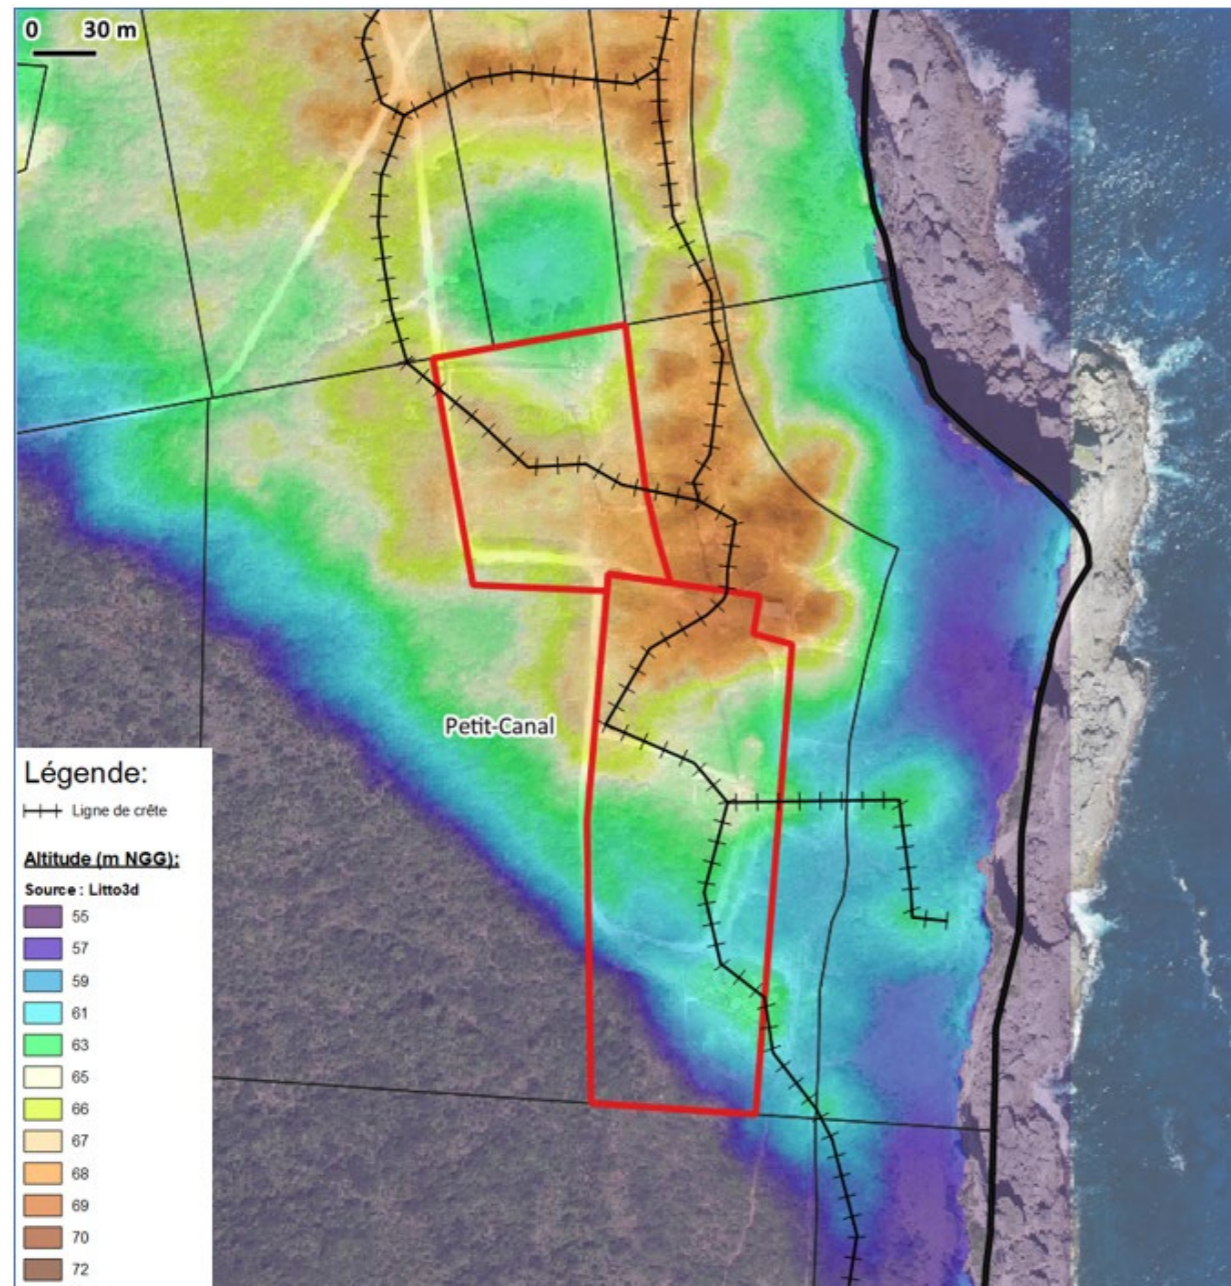 0 30 m
Petit-Canal
Légende:
Ligne de crête
Altitude (m NGG):
Source : Litto3d
55
57
59
61
63
65
66
67
68
69
70
72